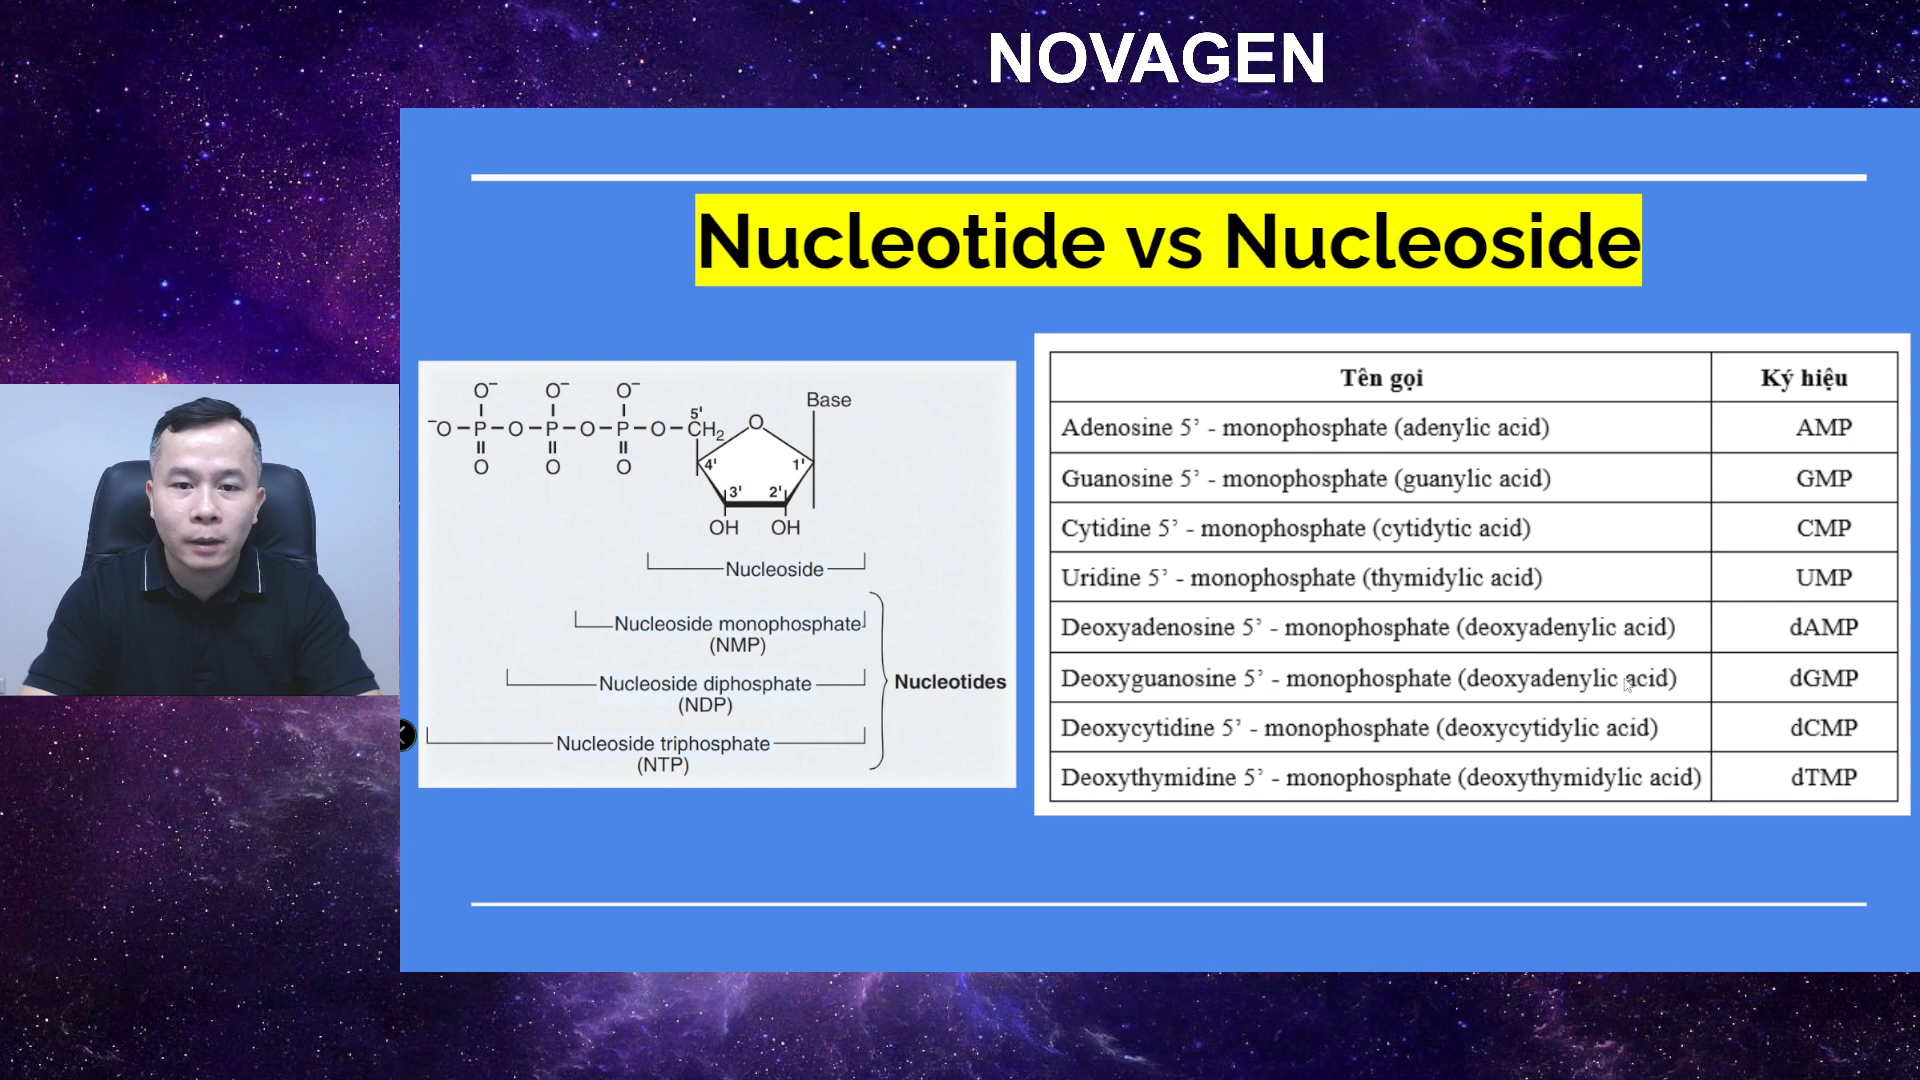 NOVAGEN
Nucleotide vs Nucleoside
O⁻ O⁻ O⁻
⁻O–P–O–P–O–P–O–CH₂ 5' O Base
O O O
4' 1'
3' 2'
OH OH
Nucleoside
Nucleoside monophosphate
(NMP)
Nucleoside diphosphate
(NDP)
Nucleoside triphosphate
(NTP)
Nucleotides
Tên gọi Ký hiệu
Adenosine 5’ - monophosphate (adenylic acid) AMP
Guanosine 5’ - monophosphate (guanylic acid) GMP
Cytidine 5’ - monophosphate (cytidytic acid) CMP
Uridine 5’ - monophosphate (thymidylic acid) UMP
Deoxyadenosine 5’ - monophosphate (deoxyadenylic acid) dAMP
Deoxyguanosine 5’ - monophosphate (deoxyadenylic acid) dGMP
Deoxycytidine 5’ - monophosphate (deoxycytidylic acid) dCMP
Deoxythymidine 5’ - monophosphate (deoxythymidylic acid) dTMP